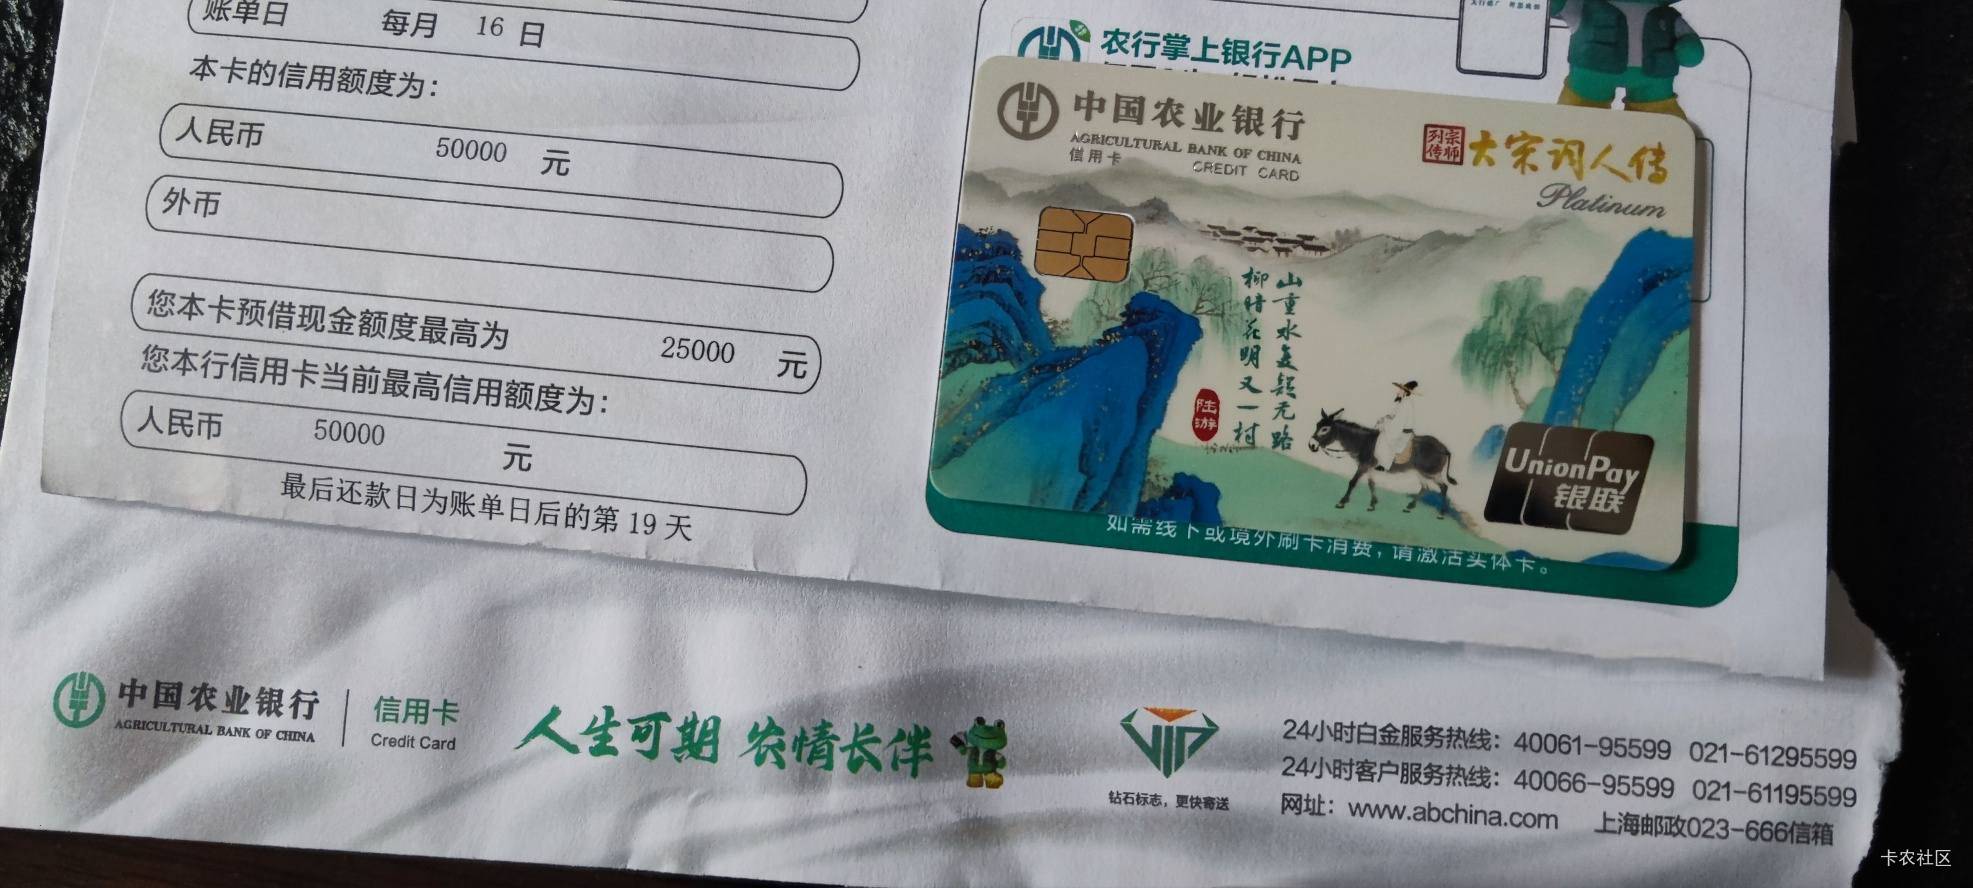 账单日 每月 16 日
本卡的信用额度为：
人民币 50000 元
外币
您本卡预借现金额度最高为 25000 元
您本行信用卡当前最高信用额度为：
人民币 50000 元
最后还款日为账单日后的第 19 天
农行掌上银行APP
中国农业银行
AGRICULTURAL BANK OF CHINA
信用卡 CREDIT CARD
宗师列传 大宋词人传
Platinum
山重水复疑无路
柳暗花明又一村
陆游
UnionPay
银联
如需线下或境外刷卡消费，请激活实体卡。
中国农业银行
AGRICULTURAL BANK OF CHINA
信用卡
Credit Card
人生可期 农情长伴
VIP
钻石标志，更快寄送
24小时白金服务热线：40061-95599 021-61295599
24小时客户服务热线：40066-95599 021-61195599
网址：www.abchina.com 上海邮政023-666信箱
卡农社区